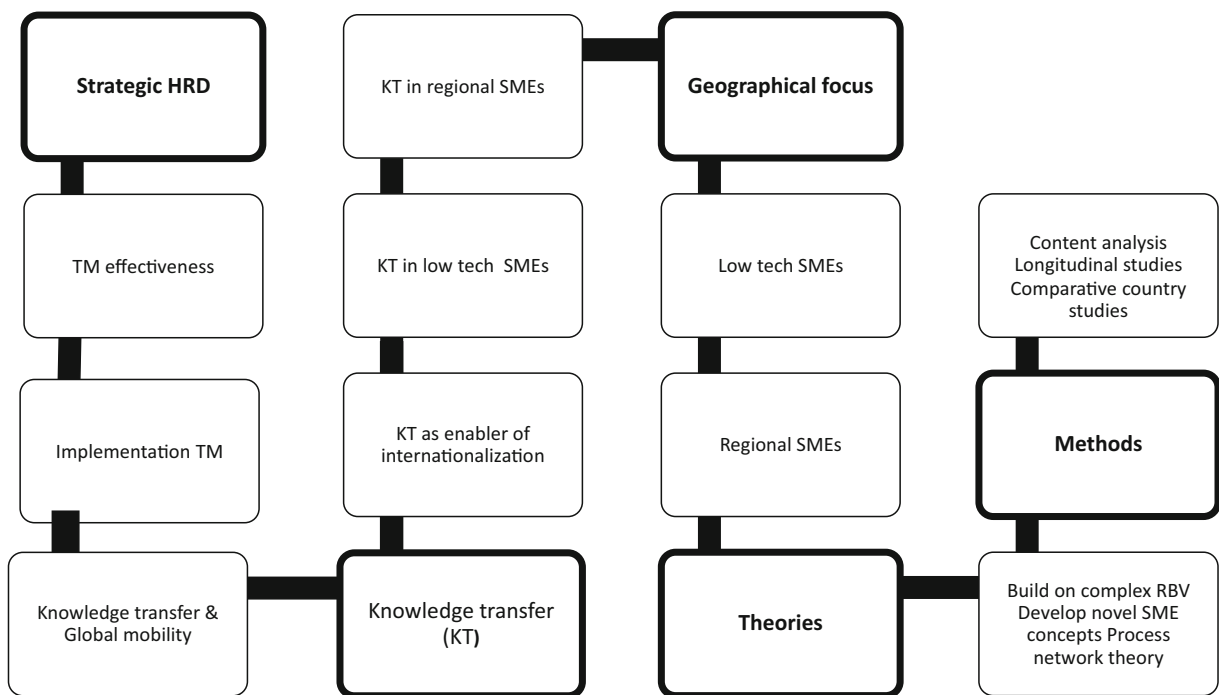 Strategic HRD
TM effectiveness
Implementation TM
Knowledge transfer &
Global mobility
Knowledge transfer
(KT)
KT as enabler of
internationalization
KT in low tech SMEs
KT in regional SMEs
Geographical focus
Low tech SMEs
Regional SMEs
Theories
Build on complex RBV
Develop novel SME
concepts Process
network theory
Methods
Content analysis
Longitudinal studies
Comparative country
studies